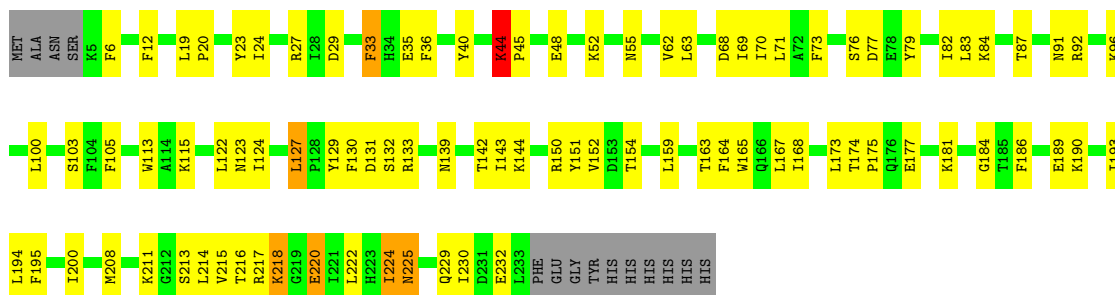 MET ALA ASN SER K5 F6 F12 L19 P20 Y23 I24 R27 I28 D29 F33 H34 E35 F36 Y40 K44 P45 E48 K52 N55 V62 L63 D68 I69 I70 L71 A72 F73 S76 D77 E78 Y79 I82 L83 K84 T87 N91 R92
L100 S103 F104 F105 W113 A114 K115 L122 N123 I124 L127 P128 Y129 F130 D131 S132 R133 N139 T142 I143 K144 R150 Y151 V152 D153 T154 L159 T163 F164 W165 Q166 L167 I168 L173 T174 P175 Q176 E177 K181 G184 T185 F186 E189 K190
L194 F195 I200 M208 K211 G212 S213 L214 V215 T216 R217 K218 G219 E220 I221 L222 H223 I224 N225 Q229 I230 D231 E232 L233 PHE GLU GLY TYR HIS HIS HIS HIS HIS HIS